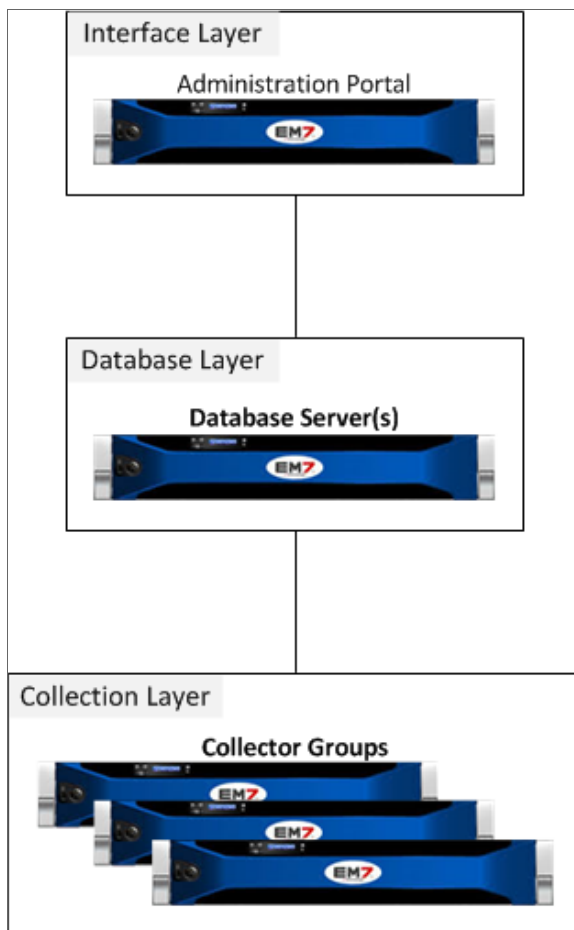 Interface Layer
Administration Portal
EM7
Database Layer
Database Server(s)
EM7
Collection Layer
Collector Groups
EM7
EM7
EM7